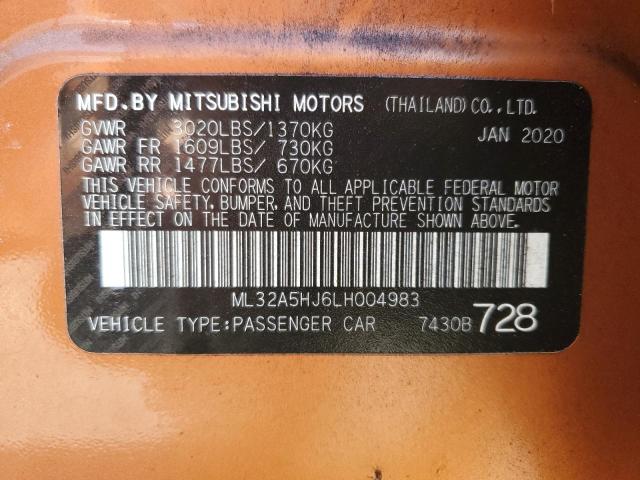 MFD.BY MITSUBISHI MOTORS (THAILAND)CO.,LTD.
GVWR 3020LBS/1370KG JAN 2020
GAWR FR 1609LBS/ 730KG
GAWR RR 1477LBS/ 670KG
THIS VEHICLE CONFORMS TO ALL APPLICABLE FEDERAL MOTOR
VEHICLE SAFETY, BUMPER, AND THEFT PREVENTION STANDARDS
IN EFFECT ON THE DATE OF MANUFACTURE SHOWN ABOVE.
ML32A5HJ6LH004983
VEHICLE TYPE:PASSENGER CAR 7430B 728